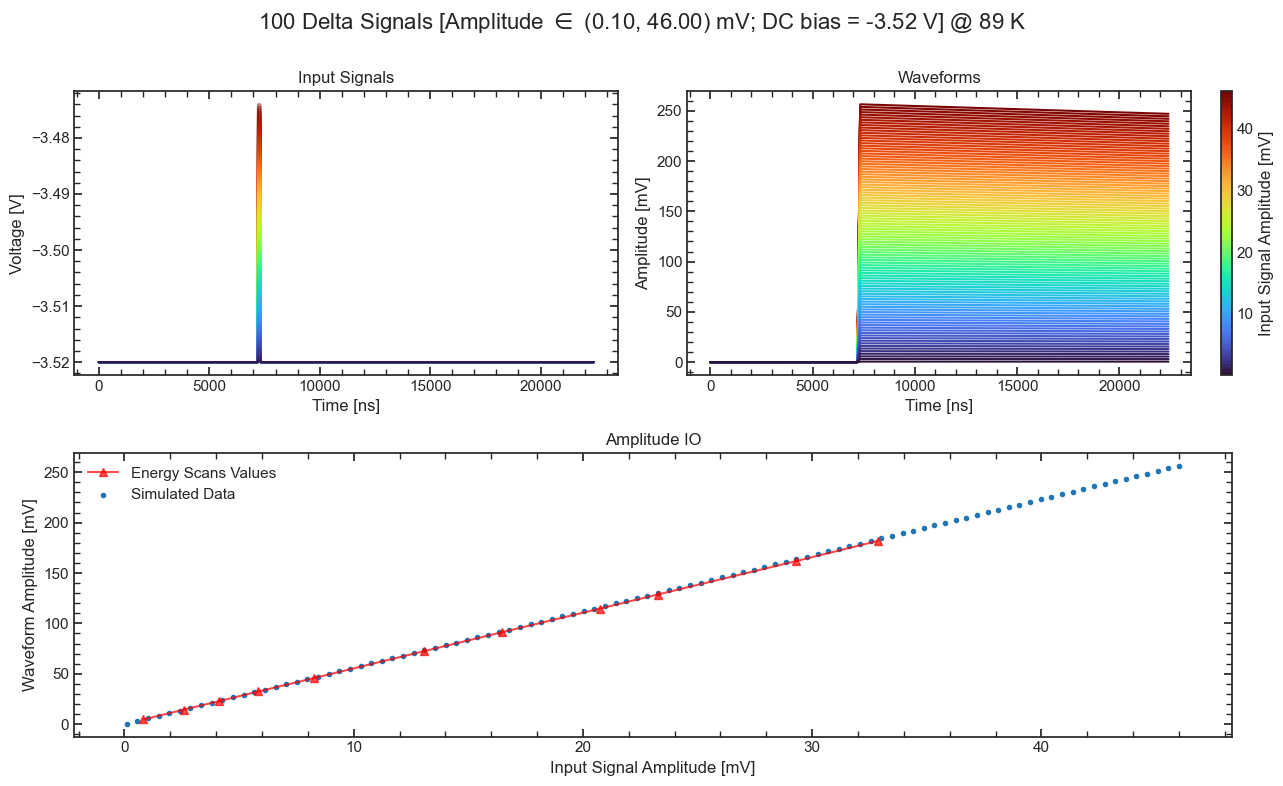 100 Delta Signals [Amplitude ∈ (0.10, 46.00) mV; DC bias = -3.52 V] @ 89 K
Input Signals
Voltage [V]
−3.48
−3.49
−3.50
−3.51
−3.52
0 5000 10000 15000 20000
Time [ns]
Waveforms
Amplitude [mV]
250
200
150
100
50
0
0 5000 10000 15000 20000
Time [ns]
40
30
20
10
Input Signal Amplitude [mV]
Amplitude IO
Waveform Amplitude [mV]
250
200
150
100
50
0
Energy Scans Values
Simulated Data
0 10 20 30 40
Input Signal Amplitude [mV]